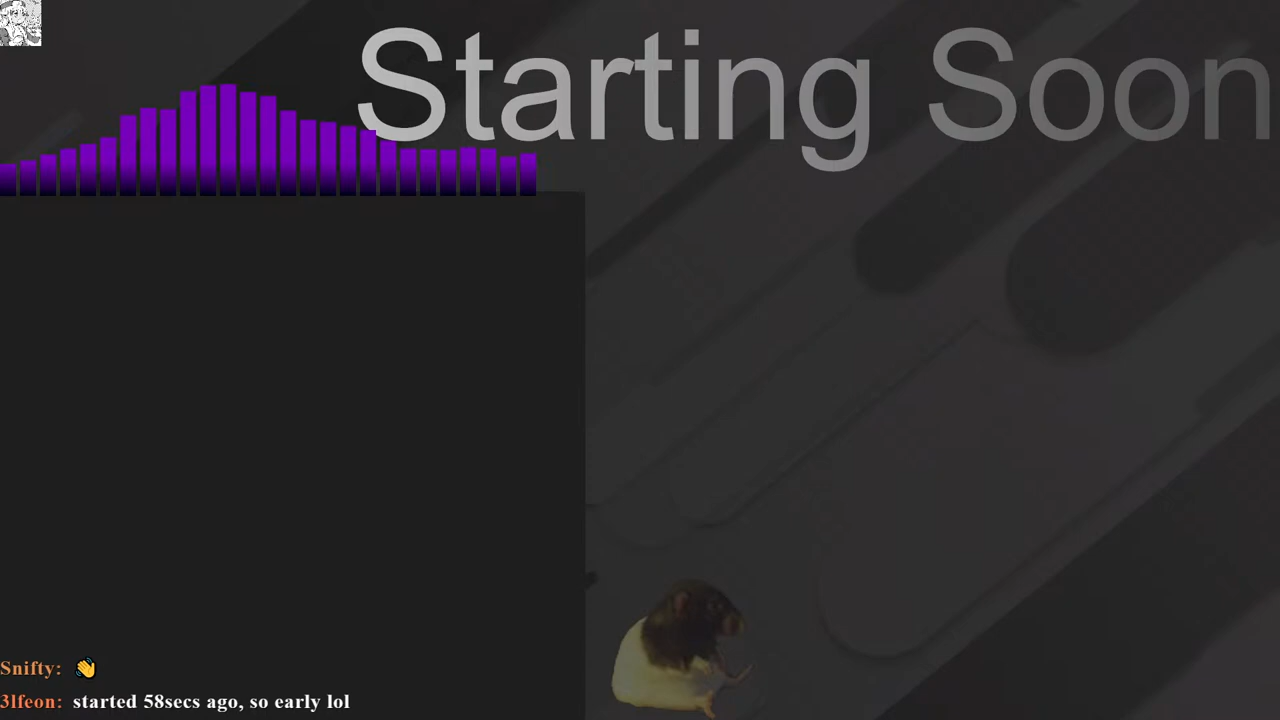 Starting Soon
Snifty: 👋
3lfeon: started 58secs ago, so early lol